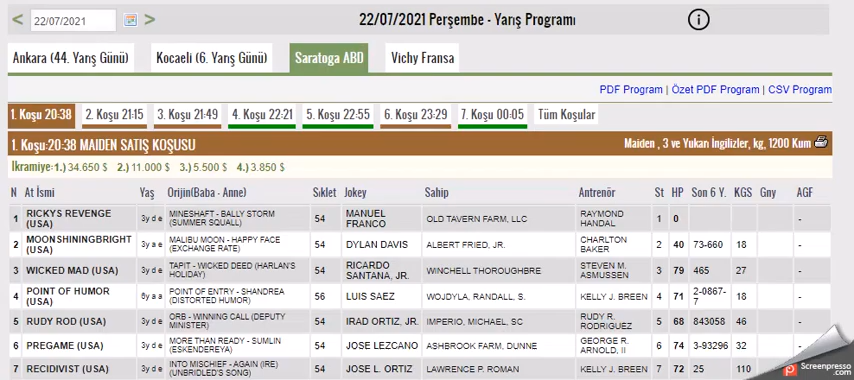 < 22/07/2021 > 22/07/2021 Perşembe - Yarış Programı
Ankara (44. Yarış Günü) Kocaeli (6. Yarış Günü) Saratoga ABD Vichy Fransa
PDF Program | Özet PDF Program | CSV Program
1. Koşu 20:38 2. Koşu 21:15 3. Koşu 21:49 4. Koşu 22:21 5. Koşu 22:55 6. Koşu 23:29 7. Koşu 00:05 Tüm Koşular
1. Koşu:20:38 MAIDEN SATIŞ KOŞUSU Maiden , 3 ve Yukarı İngilizler, kg, 1200 Kum
İkramiye: 1.) 34.650 $ 2.) 11.000 $ 3.) 5.500 $ 4.) 3.850 $
N At İsmi Yaş Orijin(Baba - Anne) Sıklet Jokey Sahip Antrenör St HP Son 6 Y. KGS Gny AGF
1 RICKYS REVENGE (USA) 3y d e MINESHAFT - BALLY STORM (SUMMER SQUALL) 54 MANUEL FRANCO OLD TAVERN FARM, LLC RAYMOND HANDAL 1 0 -
2 MOONSHININGBRIGHT (USA) 3y a e MALIBU MOON - HAPPY FACE (EXCHANGE RATE) 54 DYLAN DAVIS ALBERT FRIED, JR. CHARLTON BAKER 2 40 73-660 18 -
3 WICKED MAD (USA) 3y d e TAPIT - WICKED DEED (HARLAN'S HOLIDAY) 54 RICARDO SANTANA, JR. WINCHELL THOROUGHBRE STEVEN M. ASMUSSEN 3 79 465 27 -
4 POINT OF HUMOR (USA) 6y a a POINT OF ENTRY - SHANDREA (DISTORTED HUMOR) 56 LUIS SAEZ WOJDYLA, RANDALL, S. KELLY J. BREEN 4 71 2-0867-7 18 -
5 RUDY ROD (USA) 3y d e ORB - WINNING CALL (DEPUTY MINISTER) 54 IRAD ORTIZ, JR. IMPERIO, MICHAEL, SC RUDY R. RODRIGUEZ 5 68 843058 46 -
6 PREGAME (USA) 3y d e MORE THAN READY - SUMLIN (ESKENDEREYA) 54 JOSE LEZCANO ASHBROOK FARM, DUNNE GEORGE R. ARNOLD, II 6 74 3-93296 32
7 RECIDIVIST (USA) 3y d e INTO MISCHIEF - AGAIN (IRE) (UNBRIDLED'S SONG) 54 JOSE L. ORTIZ LAWRENCE P. ROMAN KELLY J. BREEN 7 72 25 110
Screenpresso.com